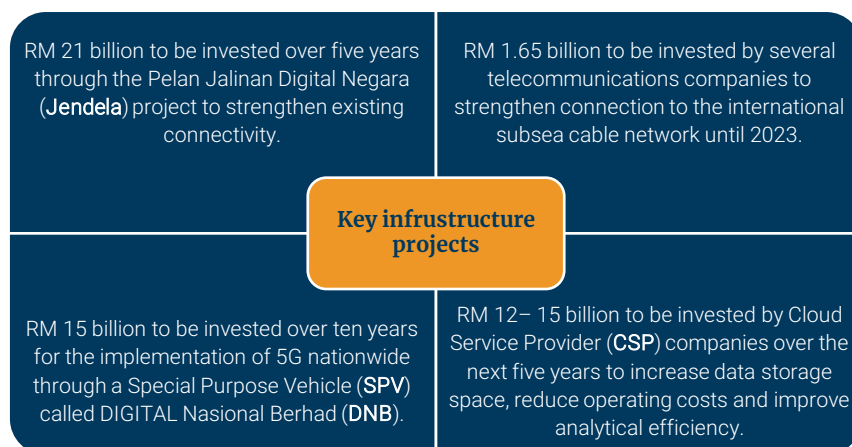 RM 21 billion to be invested over five years
through the Pelan Jalinan Digital Negara
(Jendela) project to strengthen existing
connectivity.
RM 1.65 billion to be invested by several
telecommunications companies to
strengthen connection to the international
subsea cable network until 2023.
Key infrustructure
projects
RM 15 billion to be invested over ten years
for the implementation of 5G nationwide
through a Special Purpose Vehicle (SPV)
called DIGITAL Nasional Berhad (DNB).
RM 12– 15 billion to be invested by Cloud
Service Provider (CSP) companies over the
next five years to increase data storage
space, reduce operating costs and improve
analytical efficiency.